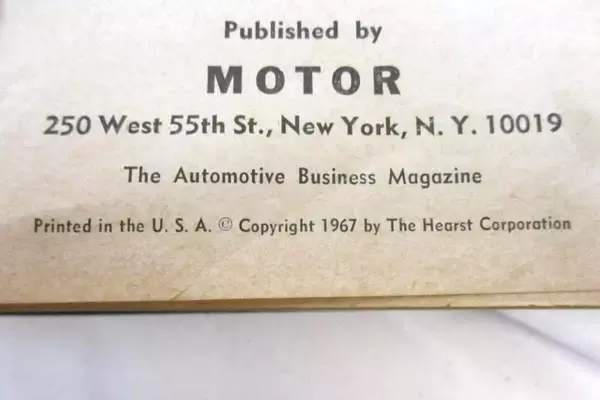 Published by
MOTOR
250 West 55th St., New York, N. Y. 10019
The Automotive Business Magazine
Printed in the U. S. A. © Copyright 1967 by The Hearst Corporation